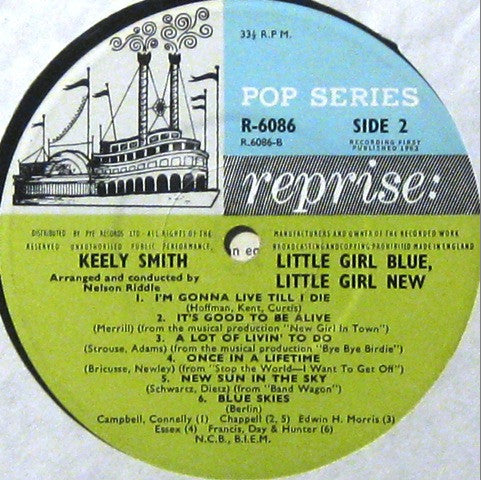 33⅓ R.P.M.
POP SERIES
R-6086 SIDE 2
R.6086-B RECORDING FIRST
PUBLISHED 1963
reprise:
DISTRIBUTED BY PYE RECORDS LTD. ALL RIGHTS OF THE MANUFACTURERS AND OWNER OF THE RECORDED WORK
RESERVED UNAUTHORISED PUBLIC PERFORMANCE, BROADCASTING AND COPYING PROHIBITED MADE IN ENGLAND
KEELY SMITH LITTLE GIRL BLUE,
Arranged and conducted by LITTLE GIRL NEW
Nelson Riddle
1. I'M GONNA LIVE TILL I DIE
(Hoffman, Kent, Curtis)
2. IT'S GOOD TO BE ALIVE
(Merrill) (from the musical production "New Girl In Town")
3. A LOT OF LIVIN' TO DO
(Strouse, Adams) (from the musical production "Bye Bye Birdie")
4. ONCE IN A LIFETIME
(Bricusse, Newley) (from "Stop the World—I Want To Get Off")
5. NEW SUN IN THE SKY
(Schwartz, Dietz) (from "Band Wagon")
6. BLUE SKIES
(Berlin)
Campbell, Connelly (1) Chappell (2, 5) Edwin H. Morris (3)
Essex (4) Francis, Day & Hunter (6)
N.C.B., B.I.E.M.